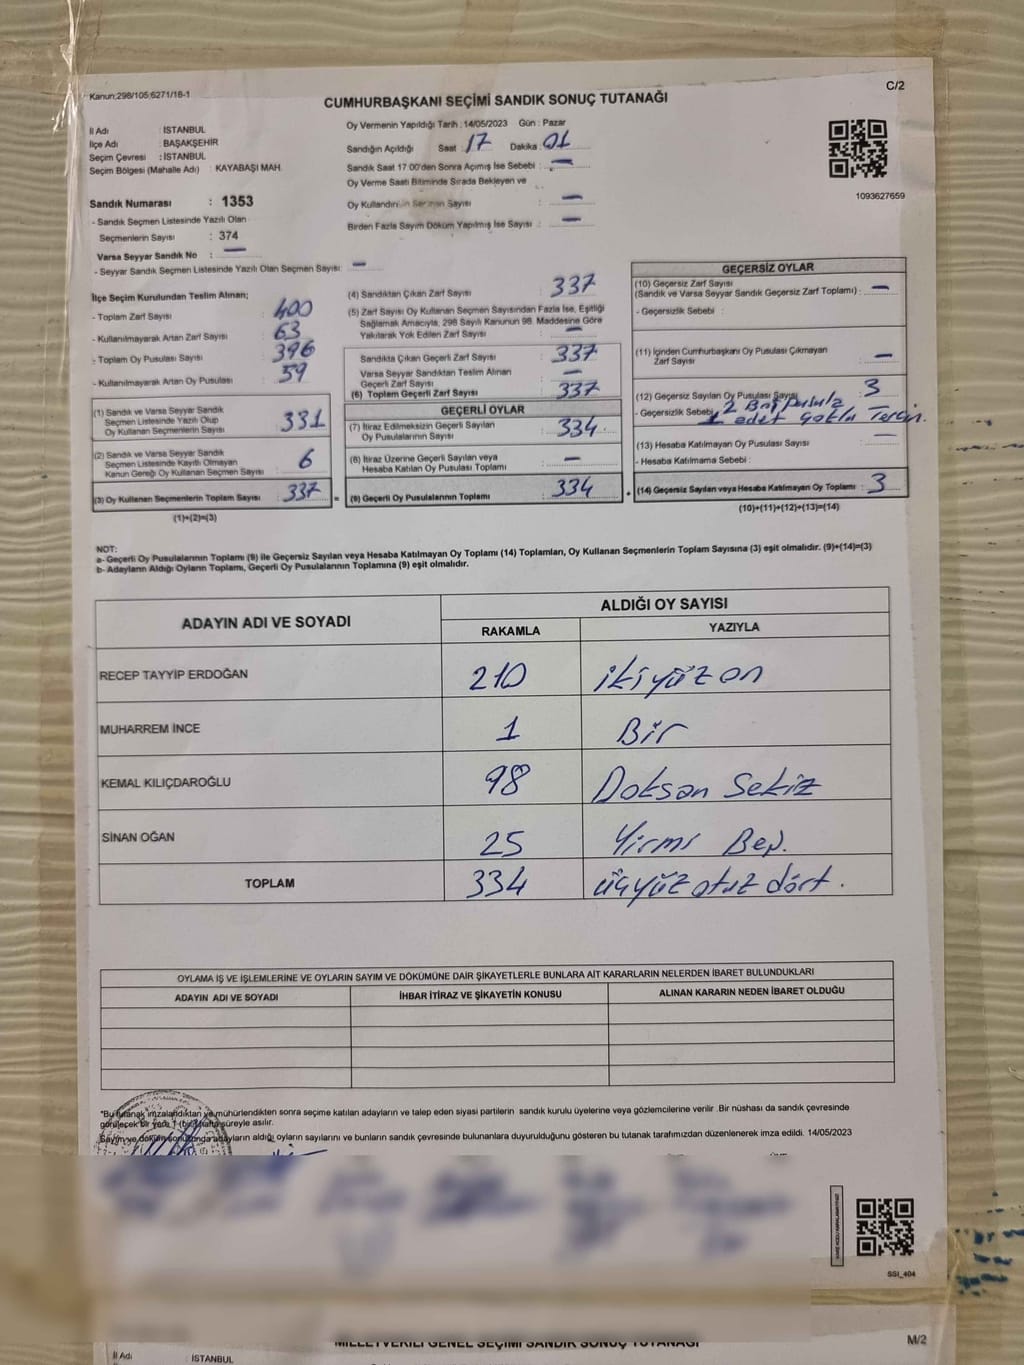 C/2
Kanun:298/105;6271/18-1
CUMHURBAŞKANI SEÇİMİ SANDIK SONUÇ TUTANAĞI
İl Adı : İSTANBUL
İlçe Adı : BAŞAKŞEHİR
Seçim Çevresi : İSTANBUL
Seçim Bölgesi (Mahalle Adı) : KAYABAŞI MAH.
Sandık Numarası : 1353
- Sandık Seçmen Listesinde Yazılı Olan
Seçmenlerin Sayısı : 374
Varsa Seyyar Sandık No : —
- Seyyar Sandık Seçmen Listesinde Yazılı Olan Seçmen Sayısı: —
Oy Vermenin Yapıldığı Tarih : 14/05/2023 Gün : Pazar
Sandığın Açıldığı Saat : 17 Dakika : 01
Sandık Saat 17:00'den Sonra Açımış İse Sebebi : —
Oy Verme Saati Bitiminde Sırada Bekleyen ve
Oy Kullandırılan Seçmen Sayısı : —
Birden Fazla Sayım Döküm Yapılmış İse Sayısı : —
1093627659
İlçe Seçim Kurulundan Teslim Alınan;
- Toplam Zarf Sayısı : 400
- Kullanılmayarak Artan Zarf Sayısı : 63
- Toplam Oy Pusulası Sayısı : 396
- Kullanılmayarak Artan Oy Pusulası : 59
(1) Sandık ve Varsa Seyyar Sandık
Seçmen Listesinde Yazılı Olup
Oy Kullanan Seçmenlerin Sayısı : 331
(2) Sandık ve Varsa Seyyar Sandık
Seçmen Listesinde Kayıtlı Olmayan
Kanun Gereği Oy Kullanan Seçmen Sayısı : 6
(3) Oy Kullanan Seçmenlerin Toplam Sayısı : 337 =
(1)+(2)=(3)
(4) Sandıktan Çıkan Zarf Sayısı : 337
(5) Zarf Sayısı Oy Kullanan Seçmen Sayısından Fazla İse, Eşitliği
Sağlamak Amacıyla, 298 Sayılı Kanunun 98. Maddesine Göre
Yakılarak Yok Edilen Zarf Sayısı : —
Sandıkta Çıkan Geçerli Zarf Sayısı : 337
Varsa Seyyar Sandıktan Teslim Alınan
Geçerli Zarf Sayısı : —
(6) Toplam Geçerli Zarf Sayısı : 337
GEÇERLİ OYLAR
(7) İtiraz Edilmeksizin Geçerli Sayılan
Oy Pusulalarının Sayısı : 334
(8) İtiraz Üzerine Geçerli Sayılan veya
Hesaba Katılan Oy Pusulası Toplamı : —
(9) Geçerli Oy Pusulalarının Toplamı : 334 +
GEÇERSİZ OYLAR
(10) Geçersiz Zarf Sayısı
(Sandık ve Varsa Seyyar Sandık Geçersiz Zarf Toplamı) : —
- Geçersizlik Sebebi :
(11) İçinden Cumhurbaşkanı Oy Pusulası Çıkmayan
Zarf Sayısı : —
(12) Geçersiz Sayılan Oy Pusulası Sayısı : 3
- Geçersizlik Sebebi : 2 Boş Pusula
1 adet Çoklu Tercih.
(13) Hesaba Katılmayan Oy Pusulası Sayısı : —
- Hesaba Katılmama Sebebi :
(14) Geçersiz Sayılan veya Hesaba Katılmayan Oy Toplamı : 3
(10)+(11)+(12)+(13)=(14)
NOT:
a- Geçerli Oy Pusulalarının Toplamı (9) ile Geçersiz Sayılan veya Hesaba Katılmayan Oy Toplamı (14) Toplamları, Oy Kullanan Seçmenlerin Toplam Sayısına (3) eşit olmalıdır. (9)+(14)=(3)
b- Adayların Aldığı Oyların Toplamı, Geçerli Oy Pusulalarının Toplamına (9) eşit olmalıdır.
ADAYIN ADI VE SOYADI
ALDIĞI OY SAYISI
RAKAMLA YAZIYLA
RECEP TAYYİP ERDOĞAN 210 ikiyüz on
MUHARREM İNCE 1 Bir
KEMAL KILIÇDAROĞLU 98 Doksan Sekiz
SİNAN OĞAN 25 Yirmi Beş.
TOPLAM 334 üçyüz otuz dört.
OYLAMA İŞ VE İŞLEMLERİNE VE OYLARIN SAYIM VE DÖKÜMÜNE DAİR ŞİKAYETLERLE BUNLARA AİT KARARLARIN NELERDEN İBARET BULUNDUKLARI
ADAYIN ADI VE SOYADI İHBAR İTİRAZ VE ŞİKAYETİN KONUSU ALINAN KARARIN NEDEN İBARET OLDUĞU
*Bu tutanak imzalandıktan ve mühürlendikten sonra seçime katılan adayların ve talep eden siyasi partilerin sandık kurulu üyelerine veya gözlemcilerine verilir .Bir nüshası da sandık çevresinde
görülecek bir yere 1 (bir) hafta süreyle asılır.
Sayım ve döküm sonunda adayların aldığı oyların sayılarını ve bunların sandık çevresinde bulunanlara duyurulduğunu gösteren bu tutanak tarafımızdan düzenlenerek imza edildi. 14/05/2023
SSI_404
MİLLETVEKİLİ GENEL SEÇİMİ SANDIK SONUÇ TUTANAĞI
M/2
İl Adı : İSTANBUL